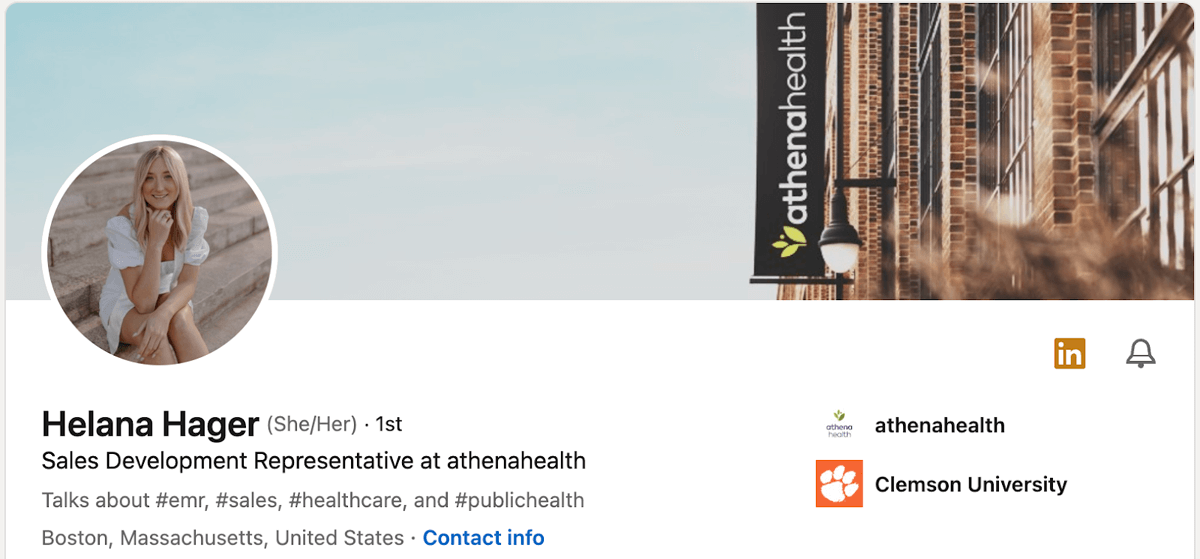 athenahealth
in
Helana Hager (She/Her) · 1st
Sales Development Representative at athenahealth
Talks about #emr, #sales, #healthcare, and #publichealth
Boston, Massachusetts, United States · Contact info
athena
health
athenahealth
Clemson University